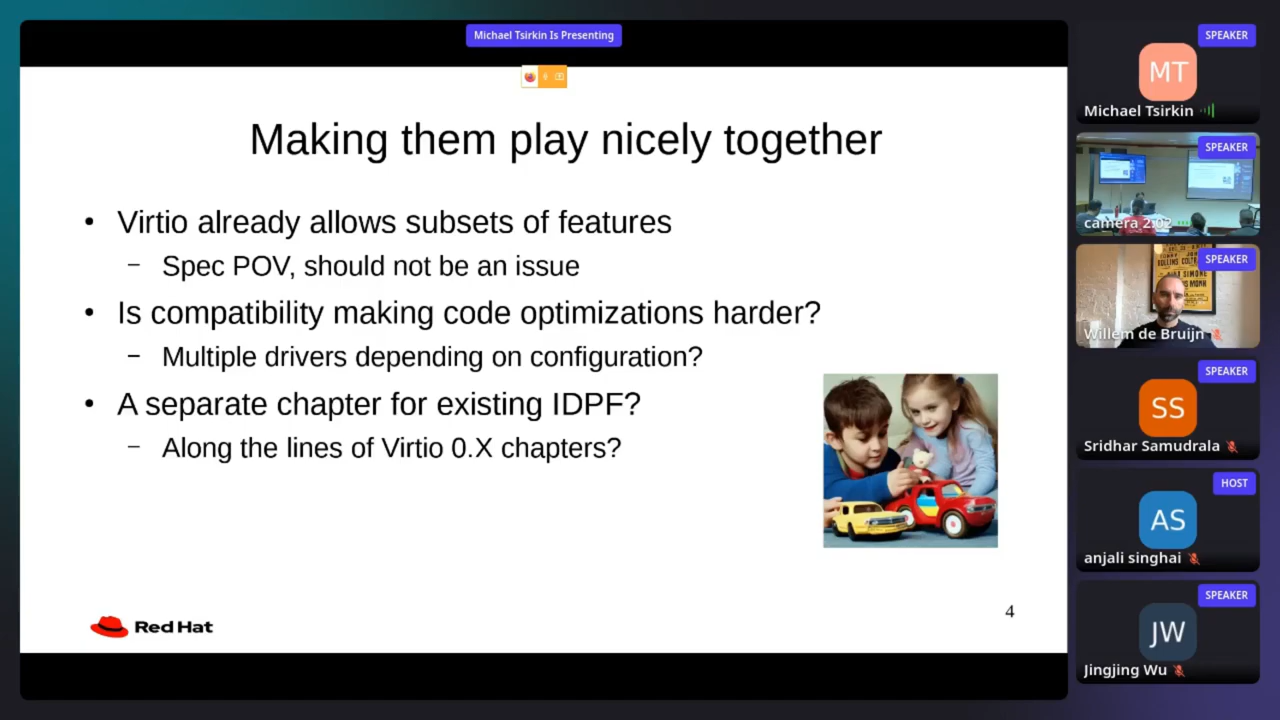 Michael Tsirkin Is Presenting
Making them play nicely together
• Virtio already allows subsets of features
– Spec POV, should not be an issue
• Is compatibility making code optimizations harder?
– Multiple drivers depending on configuration?
• A separate chapter for existing IDPF?
– Along the lines of Virtio 0.X chapters?
Red Hat
4
SPEAKER
MT
Michael Tsirkin
SPEAKER
camera 2:02
SPEAKER
Willem de Bruijn
SPEAKER
SS
Sridhar Samudrala
HOST
AS
anjali singhai
SPEAKER
JW
Jingjing Wu